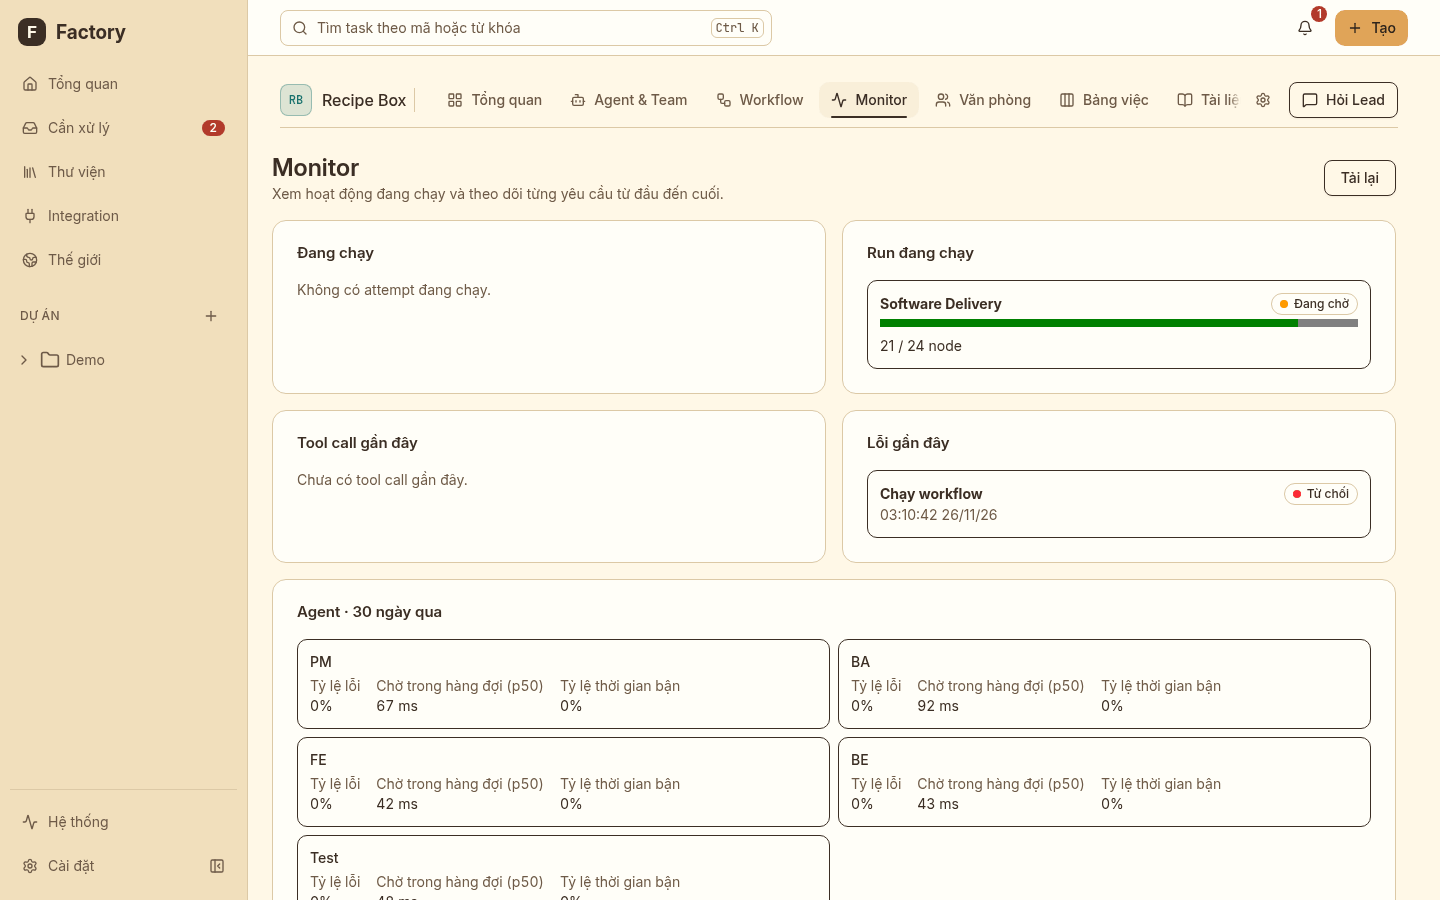 F Factory
Tìm task theo mã hoặc từ khóa
Ctrl K
1
Tạo
Tổng quan
Cần xử lý
2
Thư viện
Integration
Thế giới
DỰ ÁN
Demo
Hệ thống
Cài đặt
RB Recipe Box
Tổng quan
Agent & Team
Workflow
Monitor
Văn phòng
Bảng việc
Tài liệ
Hỏi Lead
Monitor
Xem hoạt động đang chạy và theo dõi từng yêu cầu từ đầu đến cuối.
Tải lại
Đang chạy
Không có attempt đang chạy.
Run đang chạy
Software Delivery
Đang chờ
21 / 24 node
Tool call gần đây
Chưa có tool call gần đây.
Lỗi gần đây
Chạy workflow
Từ chối
03:10:42 26/11/26
Agent · 30 ngày qua
PM
Tỷ lệ lỗi Chờ trong hàng đợi (p50) Tỷ lệ thời gian bận
0% 67 ms 0%
BA
Tỷ lệ lỗi Chờ trong hàng đợi (p50) Tỷ lệ thời gian bận
0% 92 ms 0%
FE
Tỷ lệ lỗi Chờ trong hàng đợi (p50) Tỷ lệ thời gian bận
0% 42 ms 0%
BE
Tỷ lệ lỗi Chờ trong hàng đợi (p50) Tỷ lệ thời gian bận
0% 43 ms 0%
Test
Tỷ lệ lỗi Chờ trong hàng đợi (p50) Tỷ lệ thời gian bận